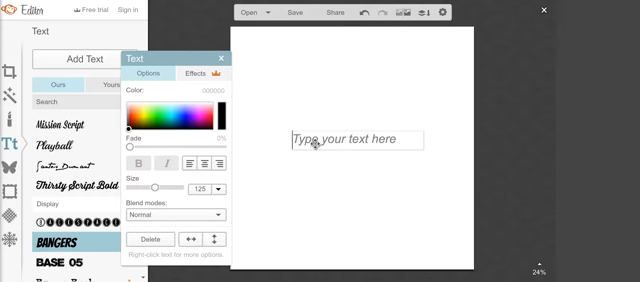 Editor
Free trial
Sign in
Open
Save
Share
Text
Add Text
Ours
Yours
Search
Mission Script
Playball
Thirsty Script Bold
Display
BANGERS
BASE 05
Text
Options
Effects
Color:
000000
Fade
0%
B
I
Size
125
Blend modes:
Normal
Delete
Right-click text for more options.
Type your text here
24%
Tt